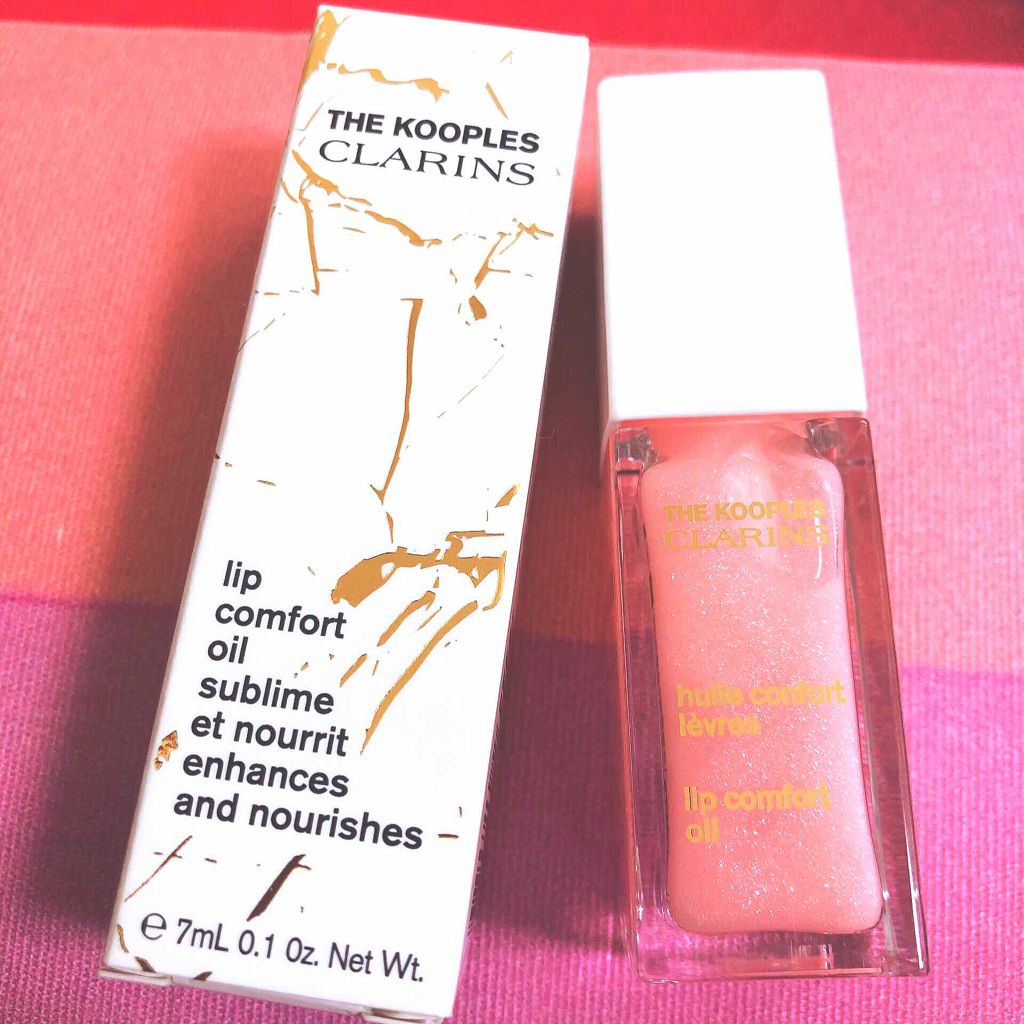 THE KOOPLES
CLARINS
lip
comfort
oil
sublime
et nourrit
enhances
and nourishes
℮ 7mL 0.1 Oz. Net Wt.
THE KOOPLES
CLARINS
huile confort
lèvres
lip comfort
oil